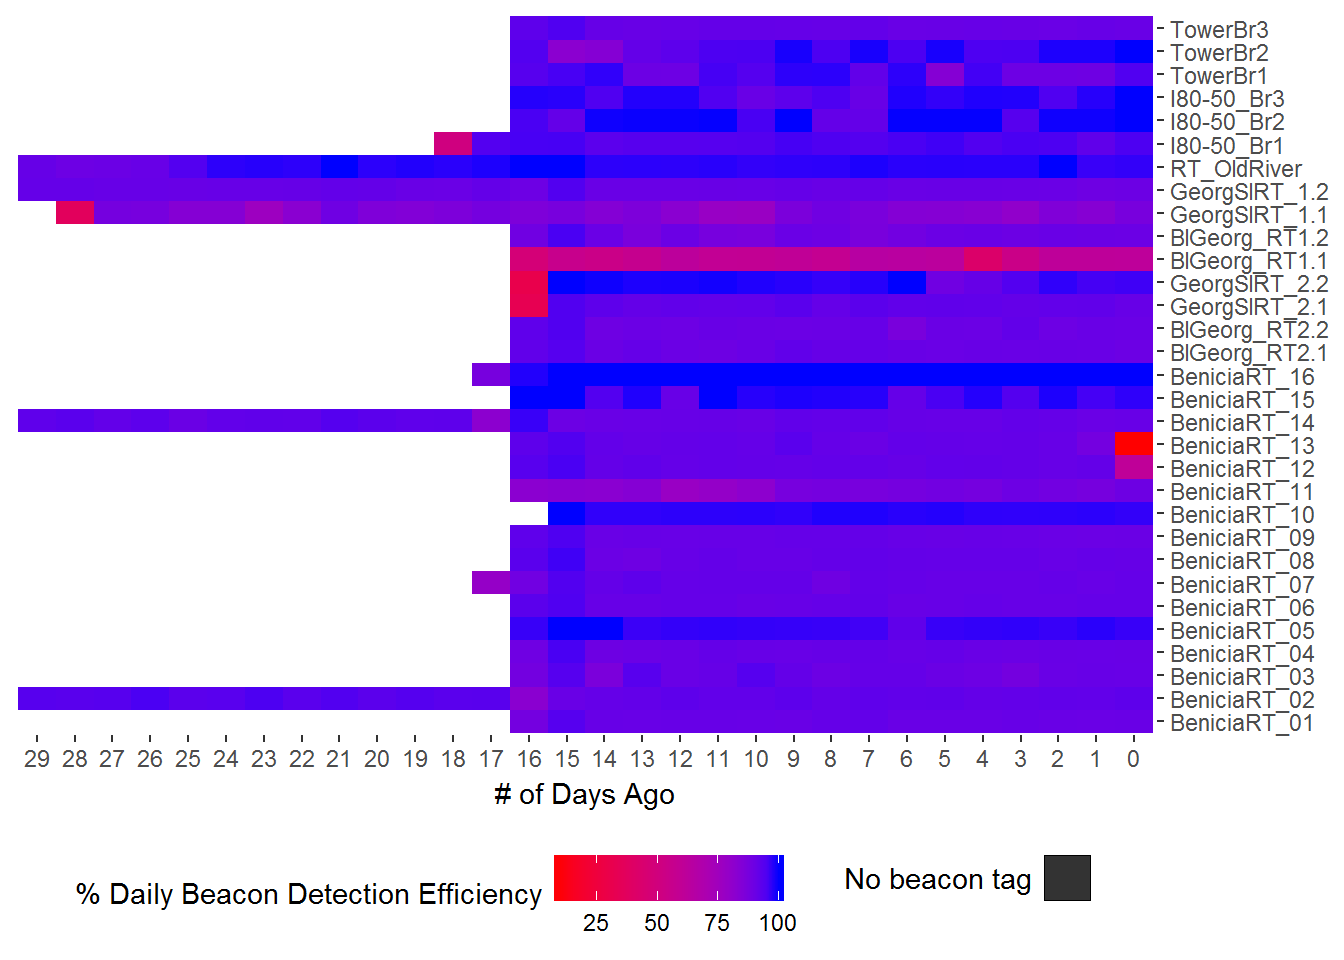 TowerBr3
TowerBr2
TowerBr1
I80-50_Br3
I80-50_Br2
I80-50_Br1
RT_OldRiver
GeorgSlRT_1.2
GeorgSlRT_1.1
BlGeorg_RT1.2
BlGeorg_RT1.1
GeorgSlRT_2.2
GeorgSlRT_2.1
BlGeorg_RT2.2
BlGeorg_RT2.1
BeniciaRT_16
BeniciaRT_15
BeniciaRT_14
BeniciaRT_13
BeniciaRT_12
BeniciaRT_11
BeniciaRT_10
BeniciaRT_09
BeniciaRT_08
BeniciaRT_07
BeniciaRT_06
BeniciaRT_05
BeniciaRT_04
BeniciaRT_03
BeniciaRT_02
BeniciaRT_01
29 28 27 26 25 24 23 22 21 20 19 18 17 16 15 14 13 12 11 10 9 8 7 6 5 4 3 2 1 0
# of Days Ago
% Daily Beacon Detection Efficiency
25 50 75 100
No beacon tag